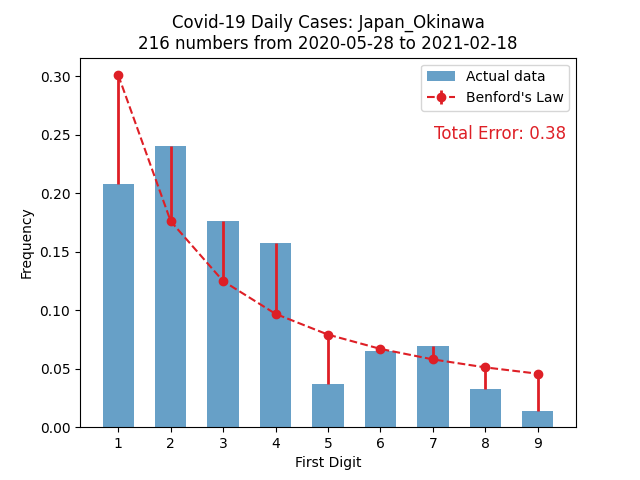 Covid-19 Daily Cases: Japan_Okinawa
216 numbers from 2020-05-28 to 2021-02-18
Actual data
Benford's Law
Total Error: 0.38
Frequency
0.30
0.25
0.20
0.15
0.10
0.05
0.00
1 2 3 4 5 6 7 8 9
First Digit